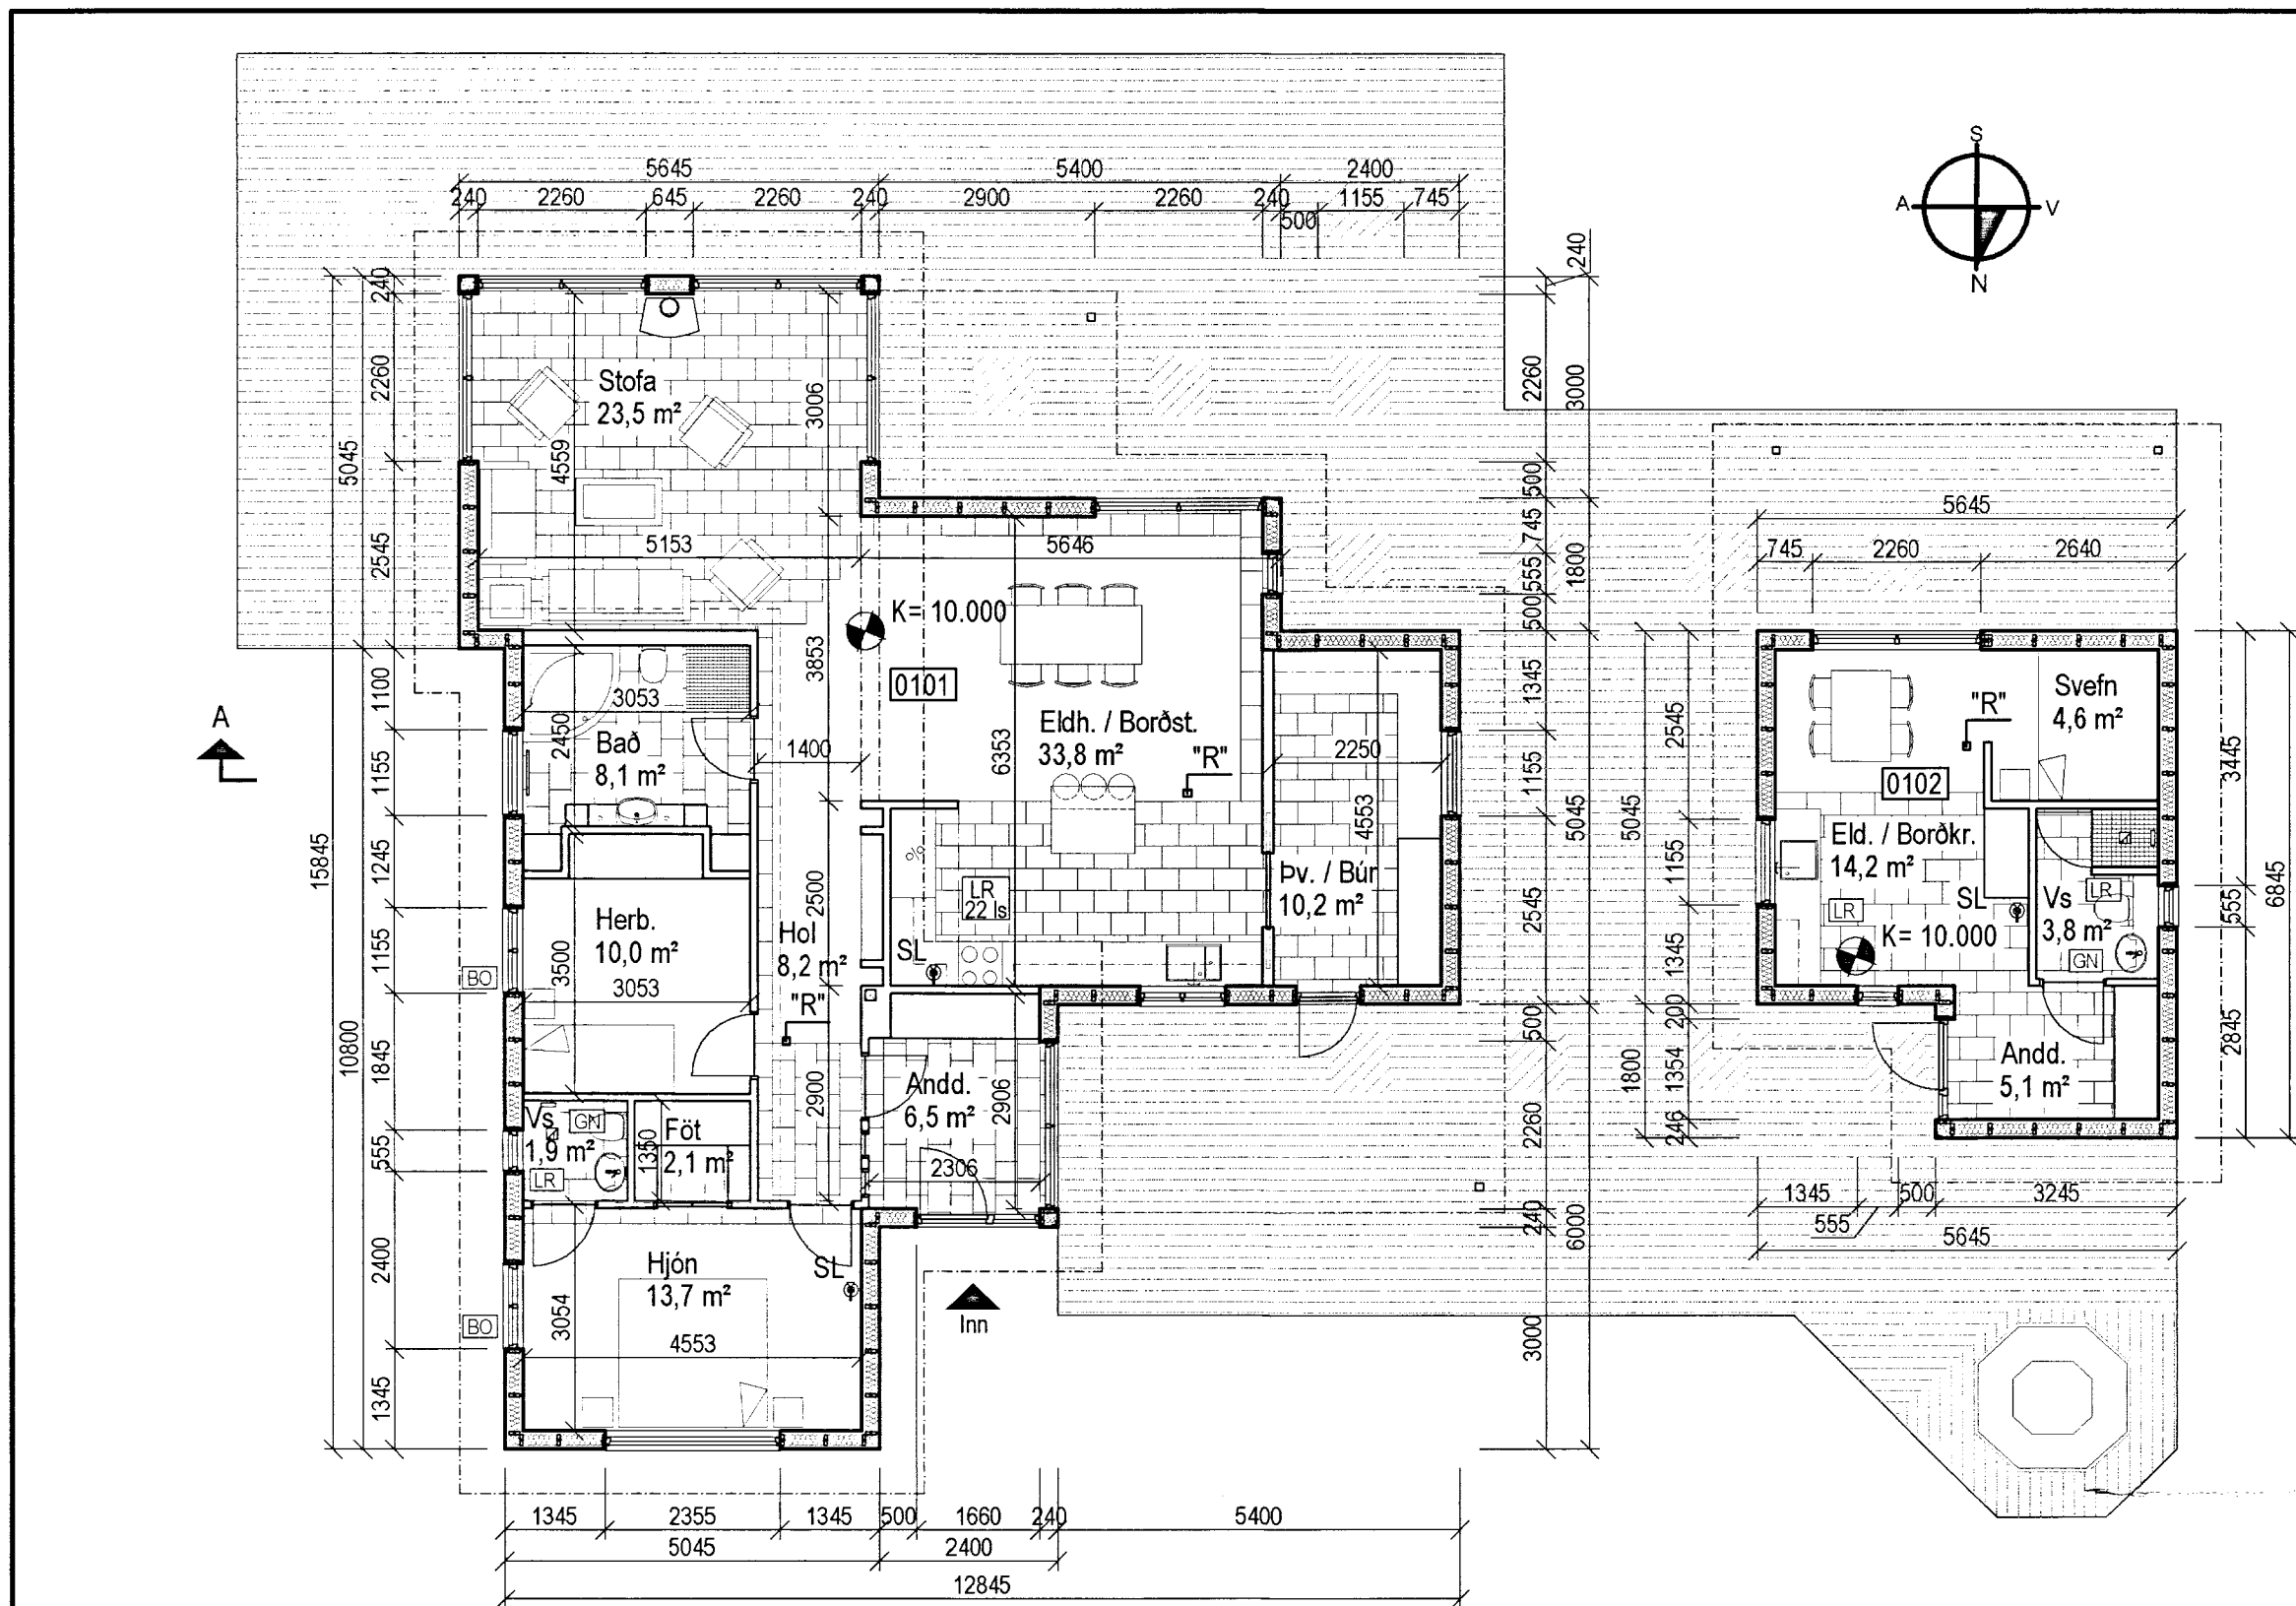 S
A
V
N
5645
5400
2400
240
2260
645
2260
240
2900
2260
240
500
1155
745
240
240
2260
5045
2545
1100
1155
1245
1155
1845
555
2400
1345
10800
15845
A
Stofa
23,5 m²
4559
3006
5153
5646
K= 10.000
0101
3853
3053
2450
Bað
8,1 m²
1400
Eldh. / Borðst.
33,8 m²
6353
"R"
2250
4553
Þv. / Búr
10,2 m²
LR
22 ls
SL
Herb.
10,0 m²
3500
3053
2500
Hol
8,2 m²
"R"
2900
BO
Andd.
6,5 m²
2906
2306
Vs
1,9 m²
GN
LR
Föt
2,1 m²
1350
Hjón
13,7 m²
3054
4553
SL
BO
Inn
2260
3000
500
745
555
500
1800
1345
1155
2545
5045
500
2260
240
3000
6000
5645
745
2260
2640
5045
2545
1155
1345
200
1354
246
1800
Svefn
4,6 m²
"R"
0102
Eld. / Borðkr.
14,2 m²
LR
SL
K= 10.000
Vs
3,8 m²
LR
GN
Andd.
5,1 m²
3445
555
2845
6845
1345
500
3245
555
5645
1345
2355
1345
500
1660
240
5400
5045
2400
12845